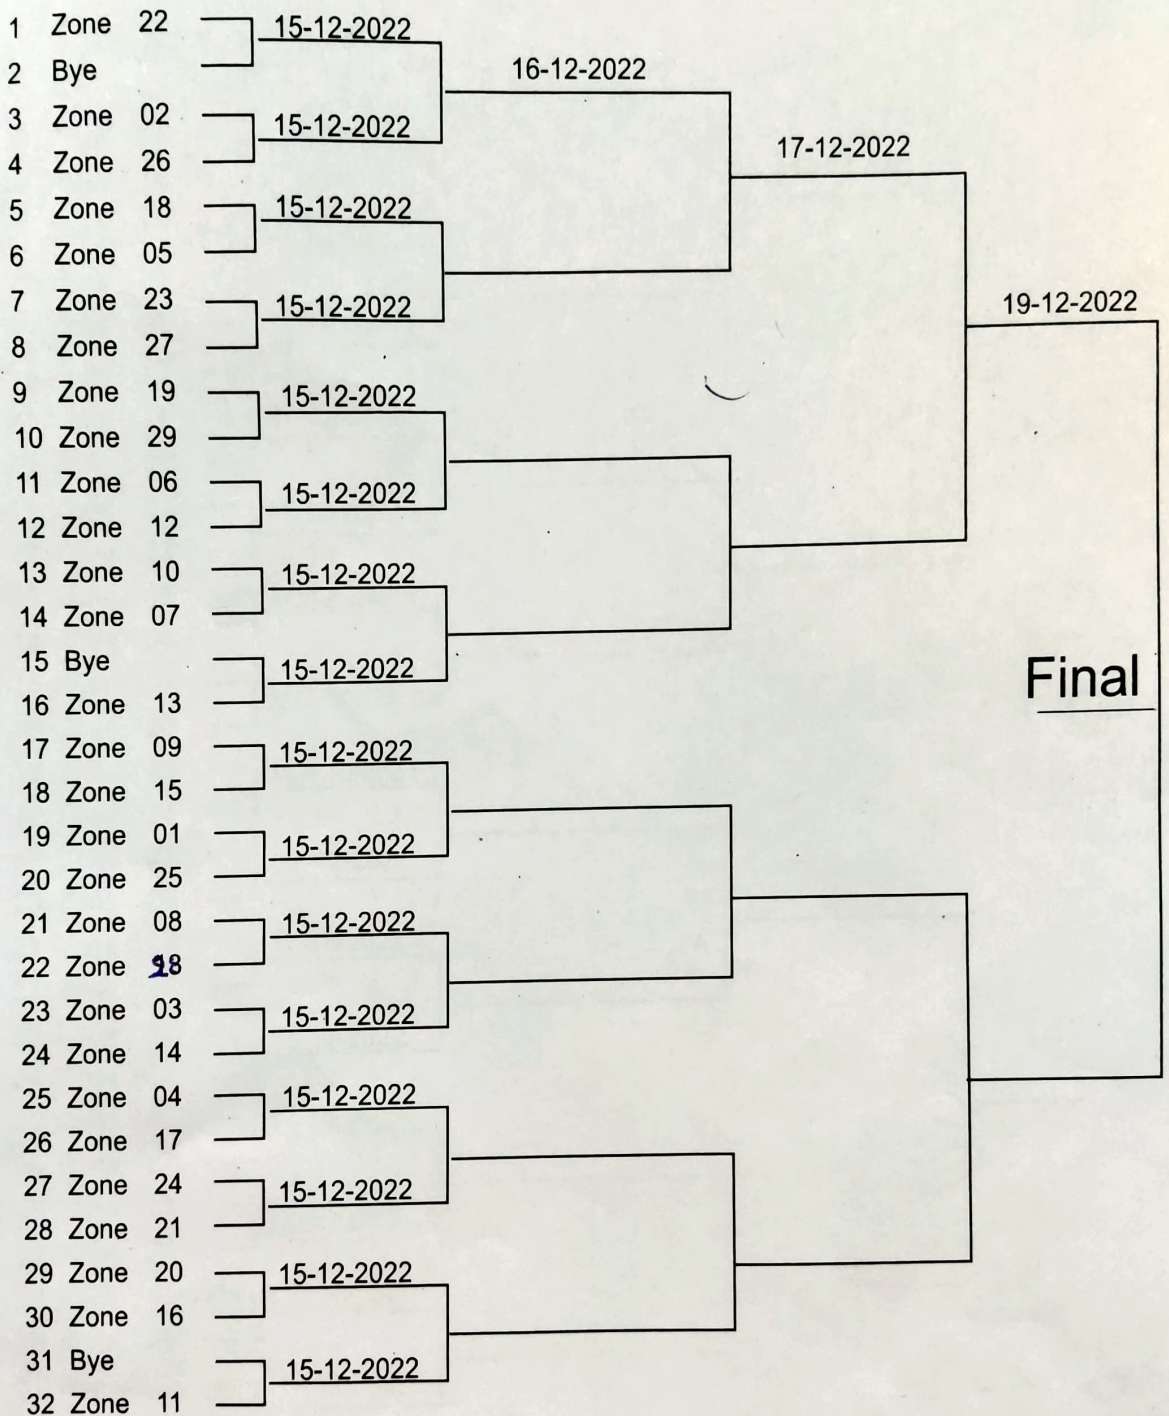 1 Zone 22
15-12-2022
2 Bye
16-12-2022
3 Zone 02
15-12-2022
4 Zone 26
17-12-2022
5 Zone 18
15-12-2022
6 Zone 05
7 Zone 23
15-12-2022
19-12-2022
8 Zone 27
9 Zone 19
15-12-2022
10 Zone 29
11 Zone 06
15-12-2022
12 Zone 12
13 Zone 10
15-12-2022
14 Zone 07
15 Bye
15-12-2022
Final
16 Zone 13
17 Zone 09
15-12-2022
18 Zone 15
19 Zone 01
15-12-2022
20 Zone 25
21 Zone 08
15-12-2022
22 Zone 28
23 Zone 03
15-12-2022
24 Zone 14
25 Zone 04
15-12-2022
26 Zone 17
27 Zone 24
15-12-2022
28 Zone 21
29 Zone 20
15-12-2022
30 Zone 16
31 Bye
15-12-2022
32 Zone 11